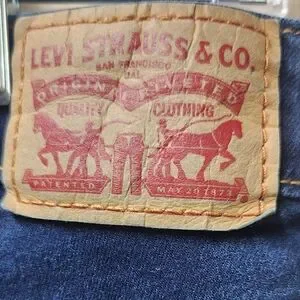 LEVI STRAUSS & CO.
SAN FRANCISCO
CAL
ORIGINAL RIVETED
QUALITY CLOTHING
PATENTED MAY 20 1873